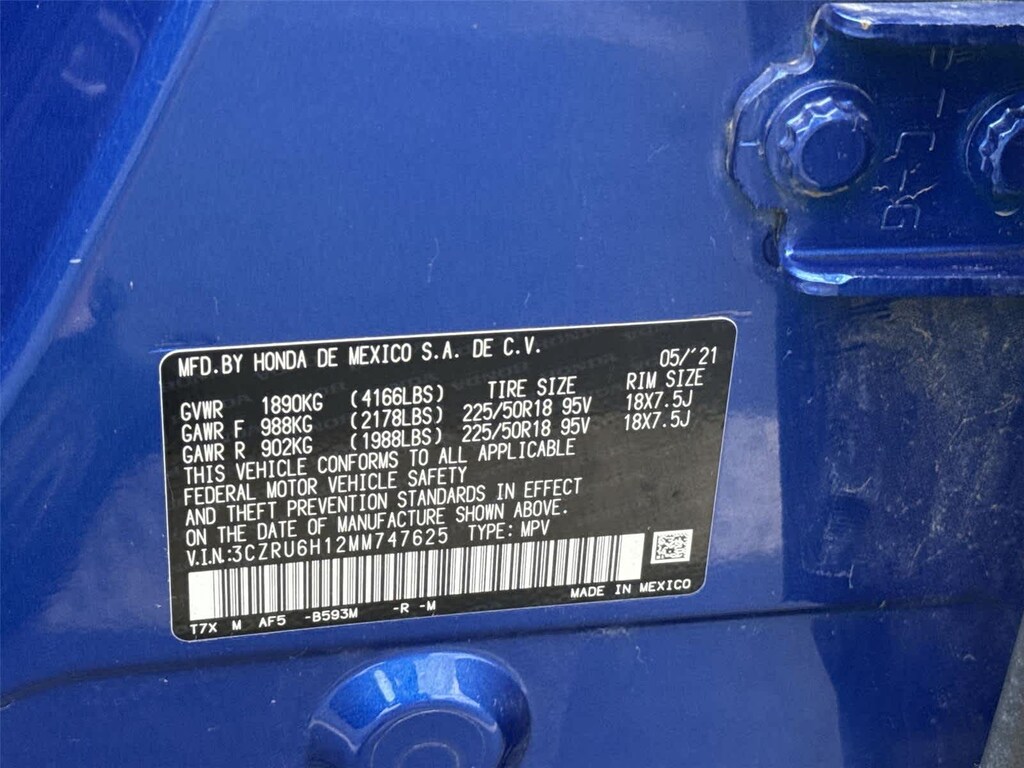 MFD.BY HONDA DE MEXICO S.A. DE C.V. 05/'21
TIRE SIZE RIM SIZE
GVWR 1890KG (4166LBS)
GAWR F 988KG (2178LBS) 225/50R18 95V 18X7.5J
GAWR R 902KG (1988LBS) 225/50R18 95V 18X7.5J
THIS VEHICLE CONFORMS TO ALL APPLICABLE
FEDERAL MOTOR VEHICLE SAFETY
AND THEFT PREVENTION STANDARDS IN EFFECT
ON THE DATE OF MANUFACTURE SHOWN ABOVE.
V.I.N:3CZRU6H12MM747625 TYPE: MPV
MADE IN MEXICO
T7X M AF5 -B593M -R -M